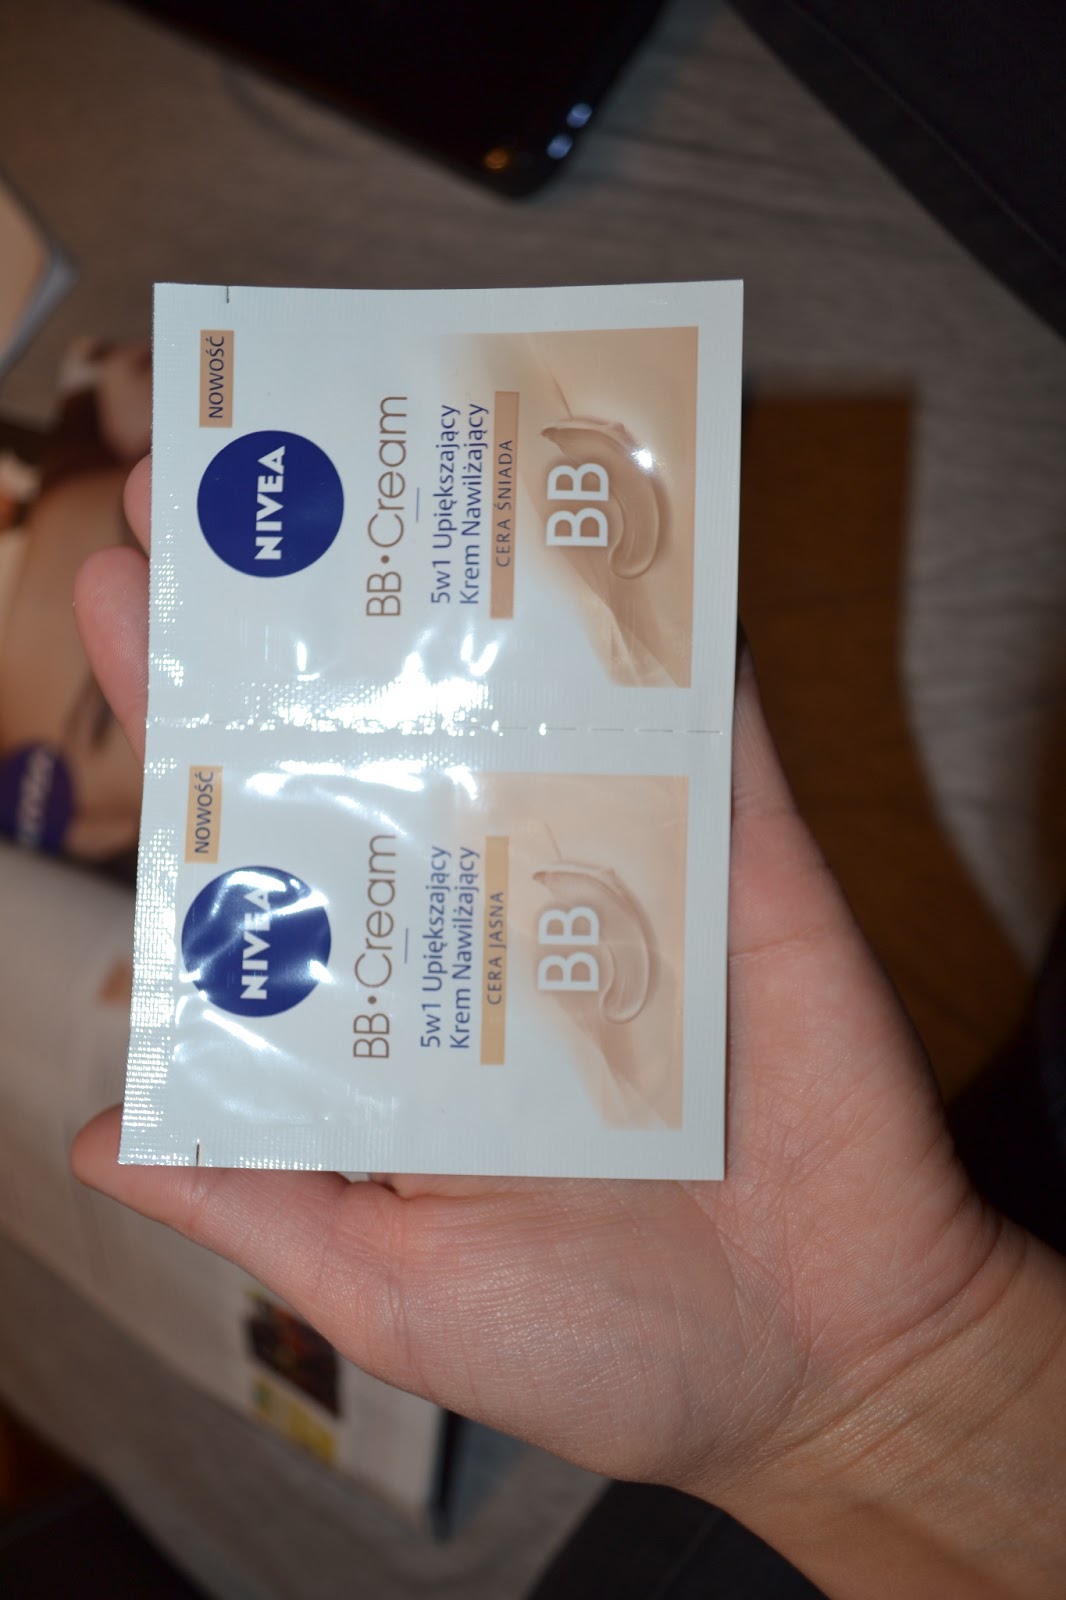 NOWOŚĆ
NIVEA
BB • Cream
5w1 Upiększający
Krem Nawilżający
CERA JASNA
BB
NOWOŚĆ
NIVEA
BB • Cream
5w1 Upiększający
Krem Nawilżający
CERA ŚNIADA
BB